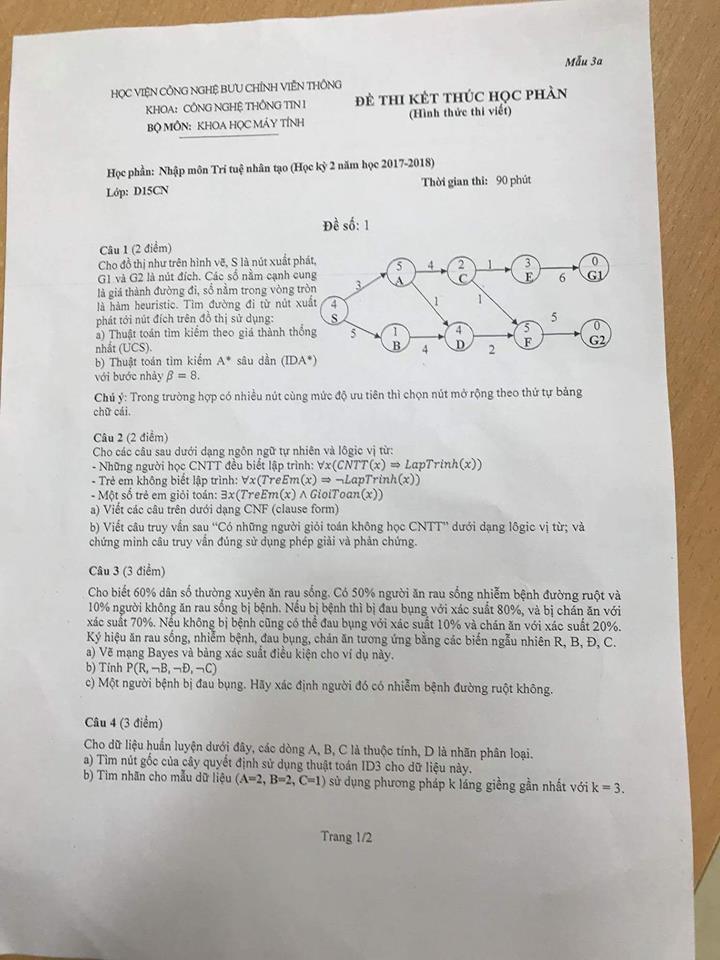 Mẫu 3a
HỌC VIỆN CÔNG NGHỆ BƯU CHÍNH VIỄN THÔNG
KHOA: CÔNG NGHỆ THÔNG TIN 1
BỘ MÔN: KHOA HỌC MÁY TÍNH
ĐỀ THI KẾT THÚC HỌC PHẦN
(Hình thức thi viết)
Học phần: Nhập môn Trí tuệ nhân tạo (Học kỳ 2 năm học 2017-2018)
Lớp: D15CN
Thời gian thi: 90 phút
Đề số: 1
Câu 1 (2 điểm)
Cho đồ thị như trên hình vẽ, S là nút xuất phát,
G1 và G2 là nút đích. Các số nằm cạnh cung
là giá thành đường đi, số nằm trong vòng tròn
là hàm heuristic. Tìm đường đi từ nút xuất
phát tới nút đích trên đồ thị sử dụng:
a) Thuật toán tìm kiếm theo giá thành thống
nhất (UCS).
b) Thuật toán tìm kiếm A* sâu dần (IDA*)
với bước nhảy β = 8.
5 A 4 2 C 1 3 E 6 0 G1
3 1 1
4 S
5 1 B 4 4 D 2 5 F 5 0 G2
Chú ý: Trong trường hợp có nhiều nút cùng mức độ ưu tiên thì chọn nút mở rộng theo thứ tự bảng
chữ cái.
Câu 2 (2 điểm)
Cho các câu sau dưới dạng ngôn ngữ tự nhiên và lôgic vị từ:
- Những người học CNTT đều biết lập trình: ∀x(CNTT(x) ⇒ LapTrinh(x))
- Trẻ em không biết lập trình: ∀x(TreEm(x) ⇒ ¬LapTrinh(x))
- Một số trẻ em giỏi toán: ∃x(TreEm(x) ∧ GioiToan(x))
a) Viết các câu trên dưới dạng CNF (clause form)
b) Viết câu truy vấn sau “Có những người giỏi toán không học CNTT” dưới dạng lôgic vị từ; và
chứng minh câu truy vấn đúng sử dụng phép giải và phản chứng.
Câu 3 (3 điểm)
Cho biết 60% dân số thường xuyên ăn rau sống. Có 50% người ăn rau sống nhiễm bệnh đường ruột và
10% người không ăn rau sống bị bệnh. Nếu bị bệnh thì bị đau bụng với xác suất 80%, và bị chán ăn với
xác suất 70%. Nếu không bị bệnh cũng có thể đau bụng với xác suất 10% và chán ăn với xác suất 20%.
Ký hiệu ăn rau sống, nhiễm bệnh, đau bụng, chán ăn tương ứng bằng các biến ngẫu nhiên R, B, Đ, C.
a) Vẽ mạng Bayes và bảng xác suất điều kiện cho ví dụ này.
b) Tính P(R, ¬B, ¬Đ, ¬C)
c) Một người bệnh bị đau bụng. Hãy xác định người đó có nhiễm bệnh đường ruột không.
Câu 4 (3 điểm)
Cho dữ liệu huấn luyện dưới đây, các dòng A, B, C là thuộc tính, D là nhãn phân loại.
a) Tìm nút gốc của cây quyết định sử dụng thuật toán ID3 cho dữ liệu này.
b) Tìm nhãn cho mẫu dữ liệu (A=2, B=2, C=1) sử dụng phương pháp k láng giềng gần nhất với k = 3.
Trang 1/2